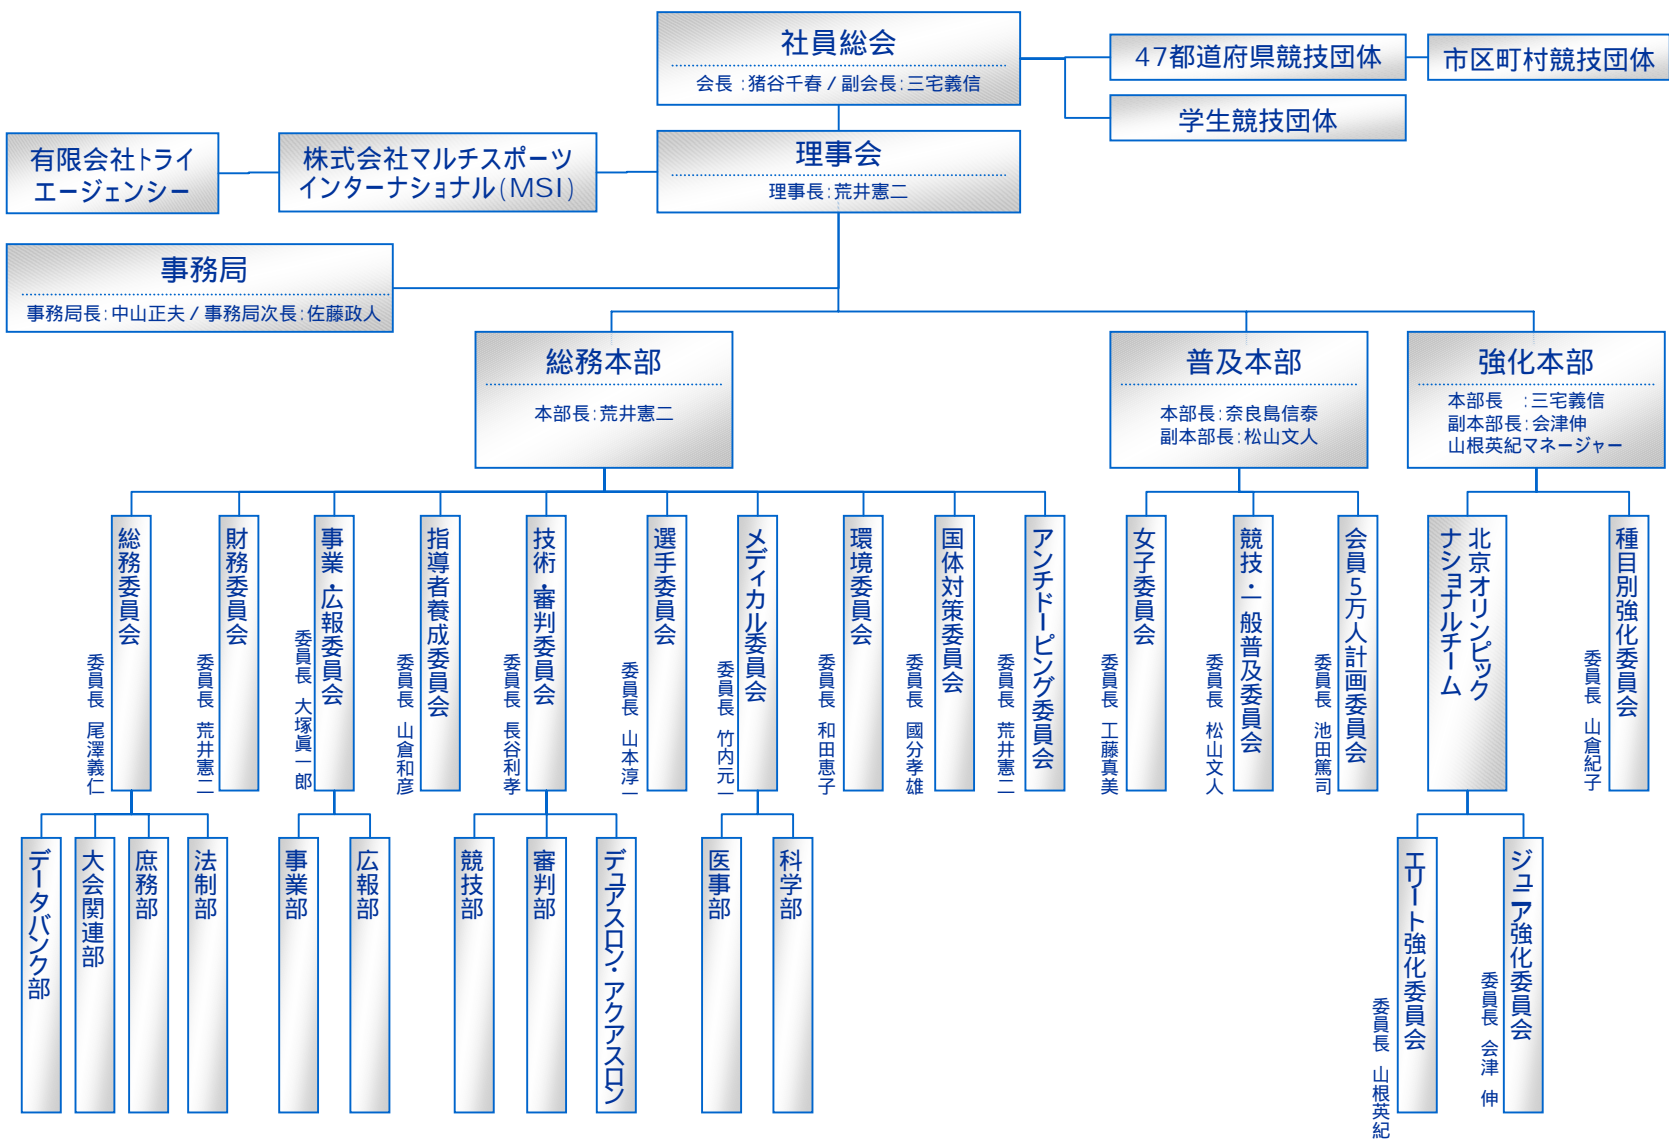 社員総会
会長:猪谷千春 / 副会長:三宅義信
47都道府県競技団体
市区町村競技団体
学生競技団体
有限会社トライ
エージェンシー
株式会社マルチスポーツ
インターナショナル(MSI)
理事会
理事長:荒井憲二
事務局
事務局長:中山正夫 / 事務局次長:佐藤政人
総務本部
本部長:荒井憲二
普及本部
本部長:奈良島信泰
副本部長:松山文人
強化本部
本部長 :三宅義信
副本部長:会津伸
山根英紀マネージャー
総務委員会
委員長 尾澤義仁
財務委員会
委員長 荒井憲二
事業・広報委員会
委員長 大塚眞一郎
指導者養成委員会
委員長 山倉和彦
技術・審判委員会
委員長 長谷利孝
選手委員会
委員長 山本淳一
メディカル委員会
委員長 竹内元一
環境委員会
委員長 和田恵子
国体対策委員会
委員長 國分孝雄
アンチドーピング委員会
委員長 荒井憲二
女子委員会
委員長 工藤真美
競技・一般普及委員会
委員長 松山文人
会員5万人計画委員会
委員長 池田篤司
北京オリンピック
ナショナルチーム
種目別強化委員会
委員長 山倉紀子
データバンク部
大会関連部
庶務部
法制部
事業部
広報部
競技部
審判部
デュアスロン・アクアスロン
医事部
科学部
エリート強化委員会
委員長 山根英紀
ジュニア強化委員会
委員長 会津 伸